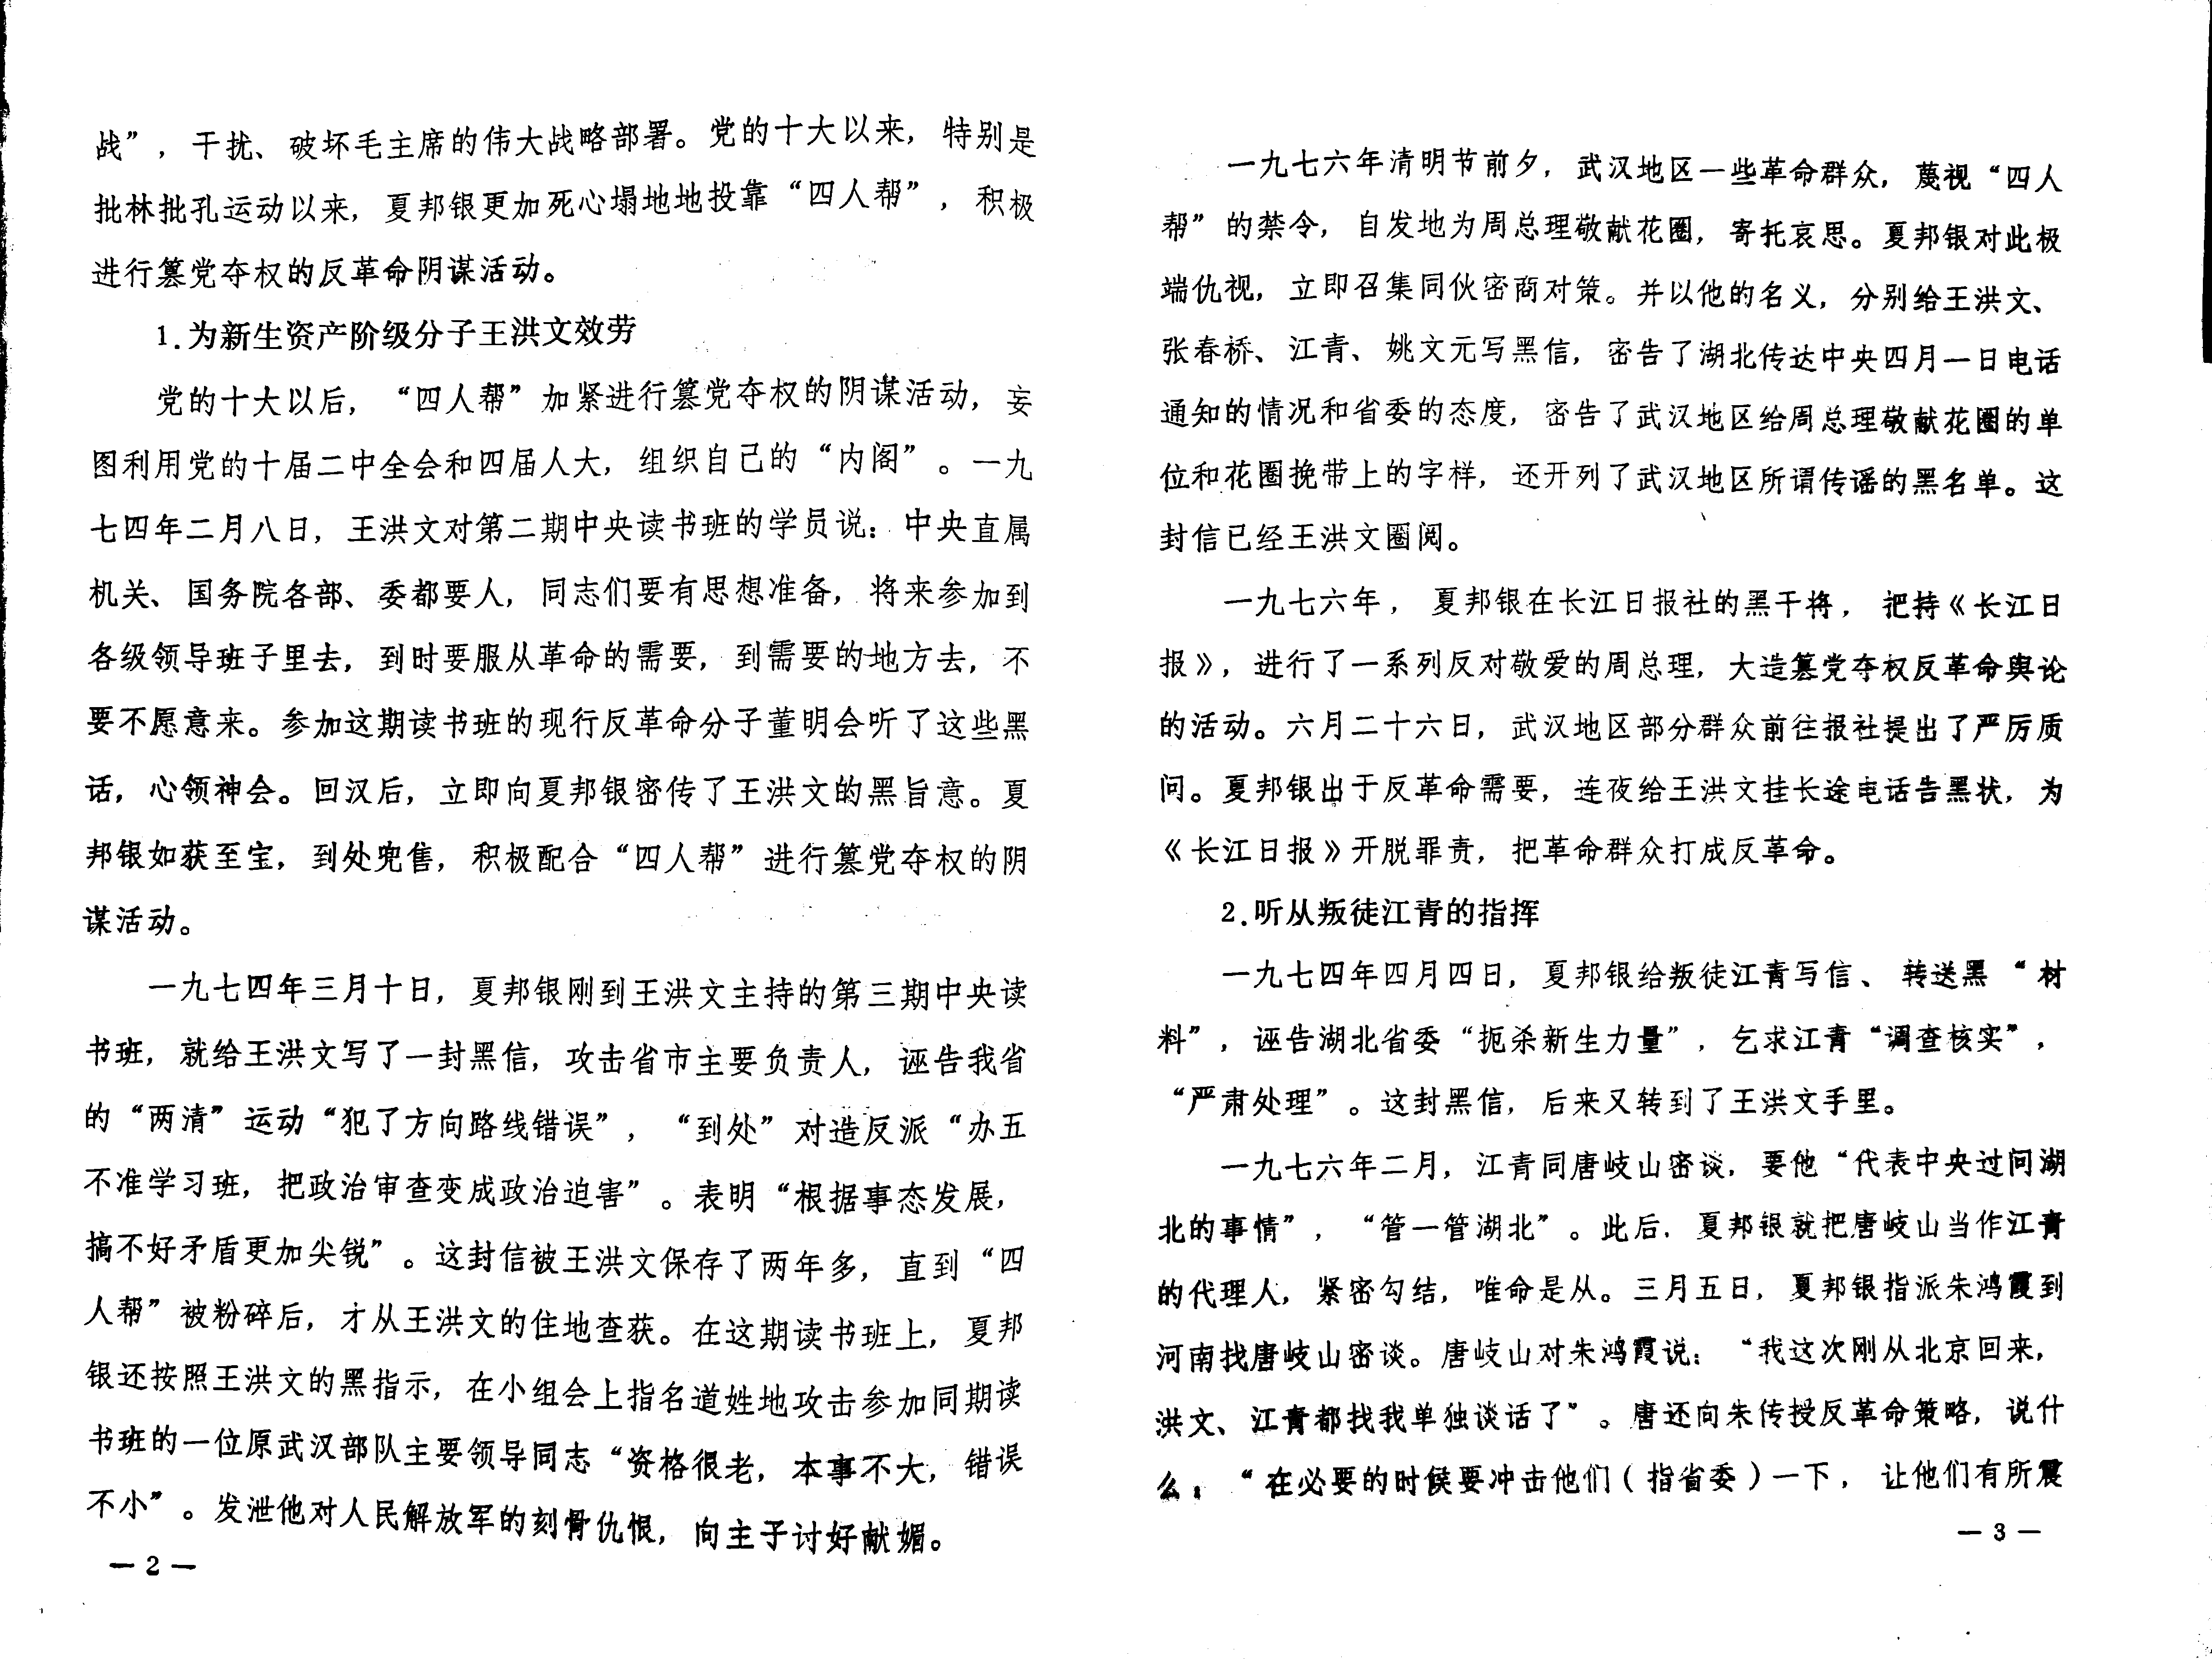 战”，干扰、破坏毛主席的伟大战略部署。党的十大以来，特别是
批林批孔运动以来，夏邦银更加死心塌地地投靠“四人帮”，积极
进行篡党夺权的反革命阴谋活动。
1.为新生资产阶级分子王洪文效劳
党的十大以后，“四人帮”加紧进行篡党夺权的阴谋活动，妄
图利用党的十届二中全会和四届人大，组织自己的“内阁”。一九
七四年二月八日，王洪文对第二期中央读书班的学员说：中央直属
机关、国务院各部、委都要人，同志们要有思想准备，将来参加到
各级领导班子里去，到时要服从革命的需要，到需要的地方去，不
要不愿意来。参加这期读书班的现行反革命分子董明会听了这些黑
话，心领神会。回汉后，立即向夏邦银密传了王洪文的黑旨意。夏
邦银如获至宝，到处兜售，积极配合“四人帮”进行篡党夺权的阴
谋活动。
一九七四年三月十日，夏邦银刚到王洪文主持的第三期中央读
书班，就给王洪文写了一封黑信，攻击省市主要负责人，诬告我省
的“两清”运动“犯了方向路线错误”，“到处”对造反派“办五
不准学习班，把政治审查变成政治迫害”。表明“根据事态发展，
搞不好矛盾更加尖锐”。这封信被王洪文保存了两年多，直到“四
人帮”被粉碎后，才从王洪文的住地查获。在这期读书班上，夏邦
银还按照王洪文的黑指示，在小组会上指名道姓地攻击参加同期读
书班的一位原武汉部队主要领导同志“资格很老，本事不大，错误
不小”。发泄他对人民解放军的刻骨仇恨，向主子讨好献媚。
— 2 —
一九七六年清明节前夕，武汉地区一些革命群众，蔑视“四人
帮”的禁令，自发地为周总理敬献花圈，寄托哀思。夏邦银对此极
端仇视，立即召集同伙密商对策。并以他的名义，分别给王洪文、
张春桥、江青、姚文元写黑信，密告了湖北传达中央四月一日电话
通知的情况和省委的态度，密告了武汉地区给周总理敬献花圈的单
位和花圈挽带上的字样，还开列了武汉地区所谓传谣的黑名单。这
封信已经王洪文圈阅。
一九七六年，夏邦银在长江日报社的黑干将，把持《长江日
报》，进行了一系列反对敬爱的周总理，大造篡党夺权反革命舆论
的活动。六月二十六日，武汉地区部分群众前往报社提出了严厉质
问。夏邦银出于反革命需要，连夜给王洪文挂长途电话告黑状，为
《长江日报》开脱罪责，把革命群众打成反革命。
2.听从叛徒江青的指挥
一九七四年四月四日，夏邦银给叛徒江青写信、转送黑“材
料”，诬告湖北省委“扼杀新生力量”，乞求江青“调查核实”，
“严肃处理”。这封黑信，后来又转到了王洪文手里。
一九七六年二月，江青同唐岐山密谈，要他“代表中央过问湖
北的事情”，“管一管湖北”。此后，夏邦银就把唐岐山当作江青
的代理人，紧密勾结，唯命是从。三月五日，夏邦银指派朱鸿霞到
河南找唐岐山密谈。唐岐山对朱鸿霞说：“我这次刚从北京回来，
洪文、江青都找我单独谈话了”。唐还向朱传授反革命策略，说什
么：“在必要的时候要冲击他们（指省委）一下，让他们有所震
— 3 —